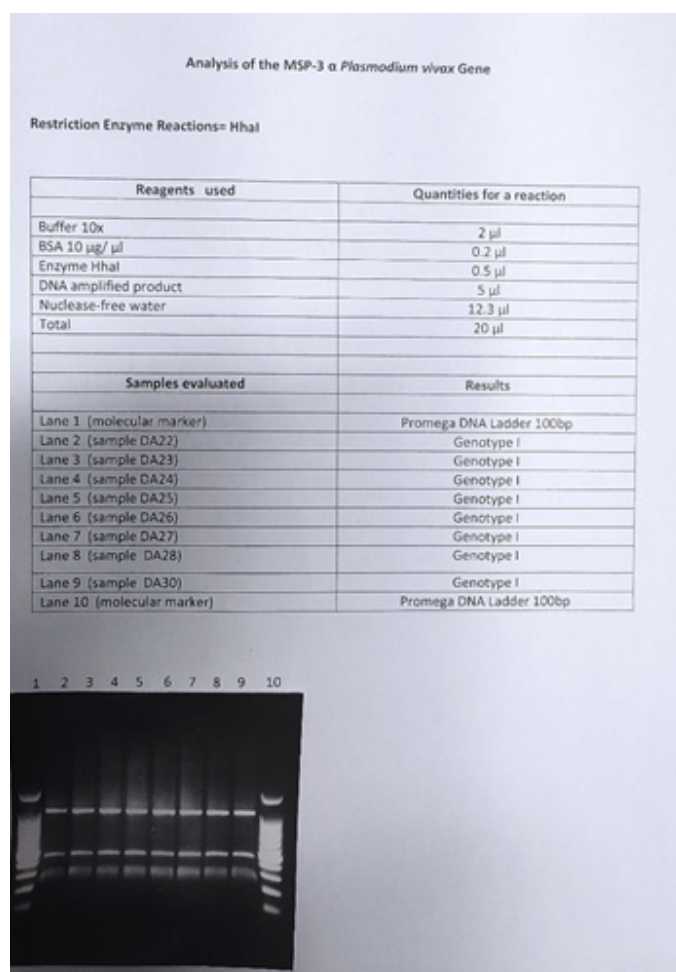 Analysis of the MSP-3 α Plasmodium vivax Gene
Restriction Enzyme Reactions= HhaI
Reagents used Quantities for a reaction
Buffer 10x 2 µl
BSA 10 µg/ µl 0.2 µl
Enzyme HhaI 0.5 µl
DNA amplified product 5 µl
Nuclease-free water 12.3 µl
Total 20 µl
Samples evaluated Results
Lane 1 (molecular marker) Promega DNA Ladder 100bp
Lane 2 (sample DA22) Genotype I
Lane 3 (sample DA23) Genotype I
Lane 4 (sample DA24) Genotype I
Lane 5 (sample DA25) Genotype I
Lane 6 (sample DA26) Genotype I
Lane 7 (sample DA27) Genotype I
Lane 8 (sample DA28) Genotype I
Lane 9 (sample DA30) Genotype I
Lane 10 (molecular marker) Promega DNA Ladder 100bp
1 2 3 4 5 6 7 8 9 10